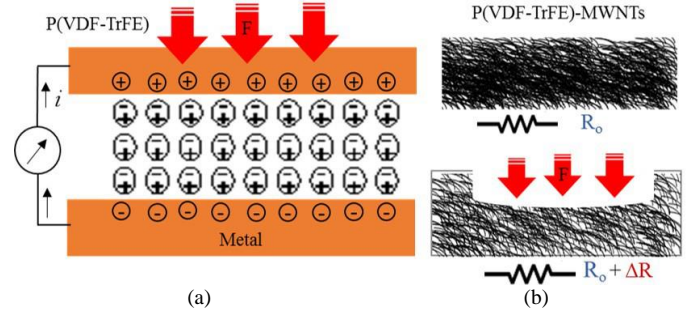 P(VDF-TrFE)
F
i
+ + + + + + + + +
- - - - - - - - -
Metal
(a)
P(VDF-TrFE)-MWNTs
Rₒ
F
Rₒ + ΔR
(b)